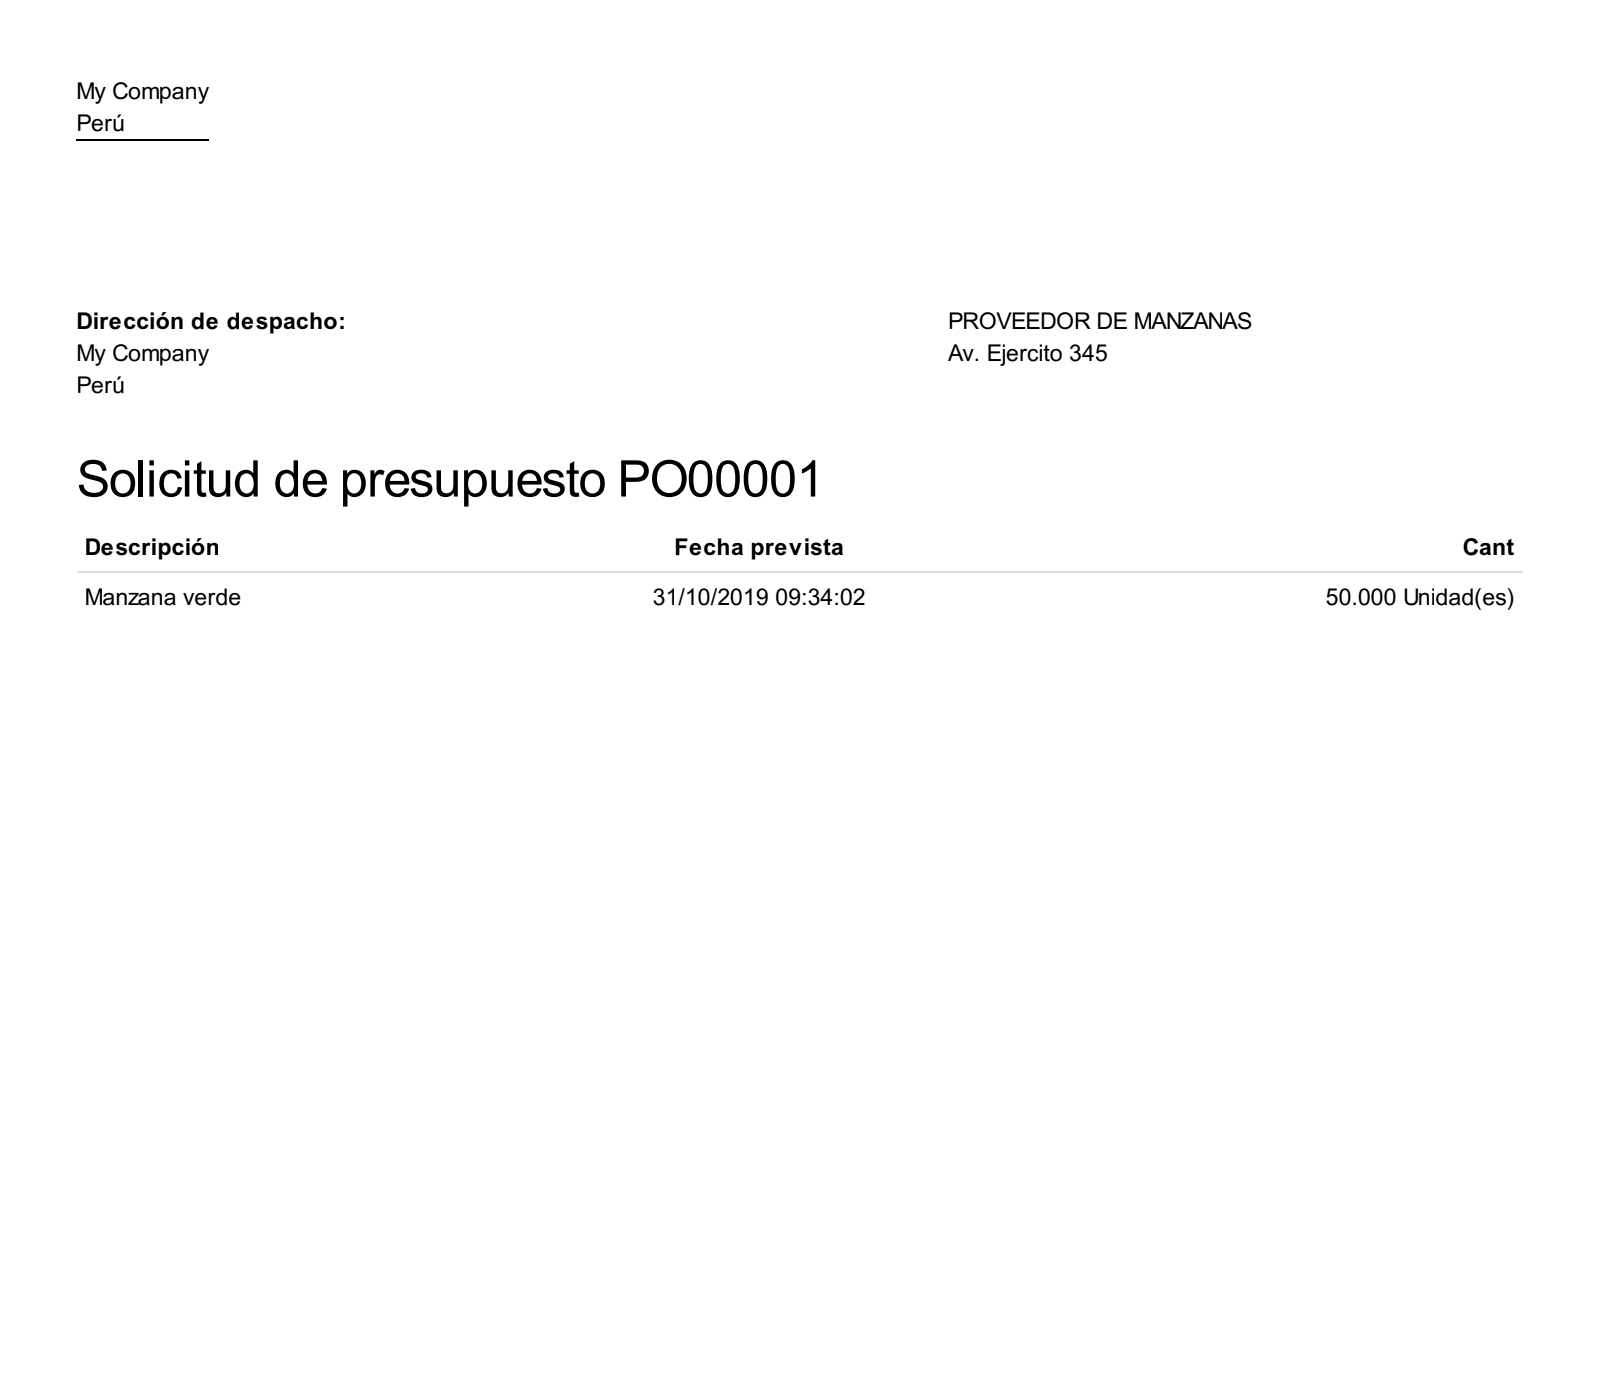 My Company
Perú
Dirección de despacho:
My Company
Perú
PROVEEDOR DE MANZANAS
Av. Ejercito 345
Solicitud de presupuesto PO00001
Descripción Fecha prevista Cant
Manzana verde 31/10/2019 09:34:02 50.000 Unidad(es)